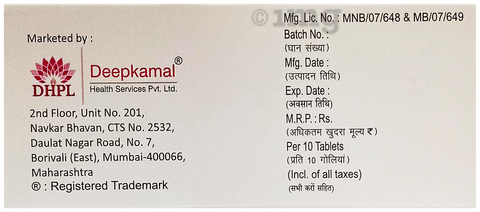 1mg
Marketed by :
DHPL
Deepkamal®
Health Services Pvt. Ltd.
2nd Floor, Unit No. 201,
Navkar Bhavan, CTS No. 2532,
Daulat Nagar Road, No. 7,
Borivali (East), Mumbai-400066,
Maharashtra
® : Registered Trademark
Mfg. Lic. No. : MNB/07/648 & MB/07/649
Batch No. :
(घान संख्या)
Mfg. Date :
(उत्पादन तिथि)
Exp. Date :
(अवसान तिथि)
M.R.P. : Rs.
(अधिकतम खुदरा मूल्य ₹)
Per 10 Tablets
(प्रति 10 गोलियां)
(Incl. of all taxes)
(सभी करों सहित)